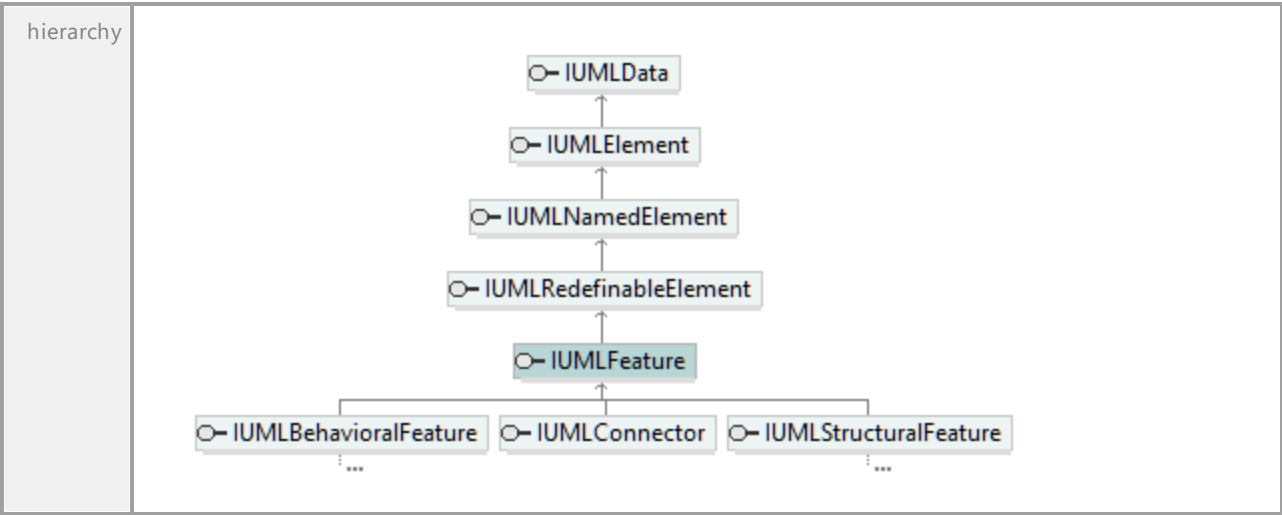 hierarchy
IUMLData
IUMLElement
IUMLNamedElement
IUMLRedefinableElement
IUMLFeature
IUMLBehavioralFeature IUMLConnector IUMLStructuralFeature
... ...